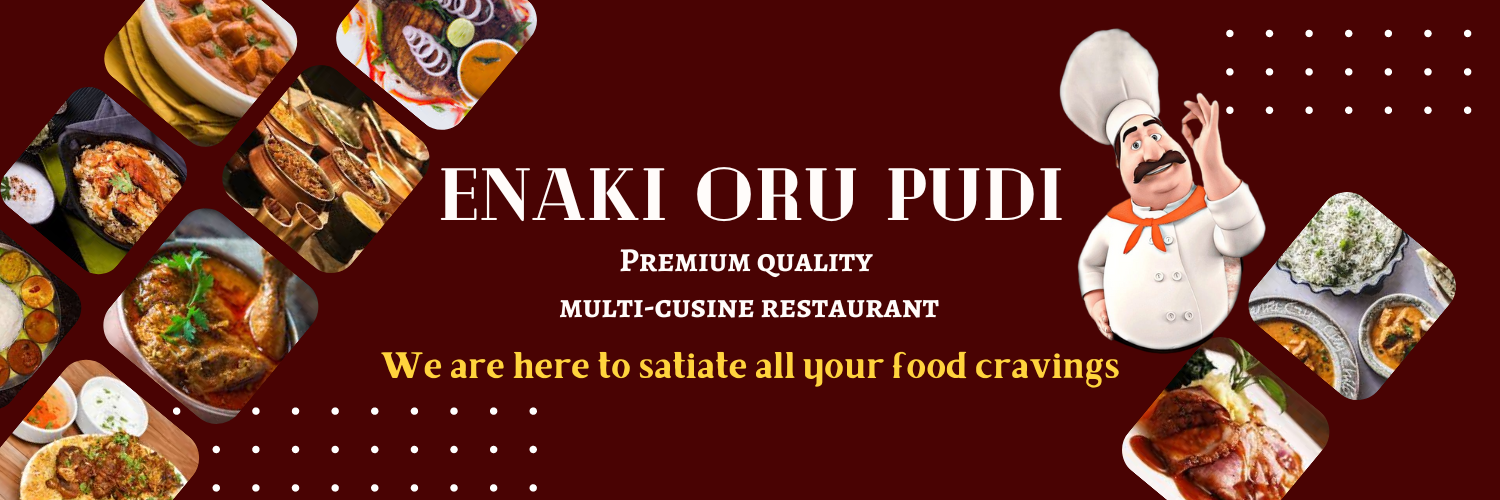 ENAKI ORU PUDI
Premium quality
multi-cusine restaurant
We are here to satiate all your food cravings